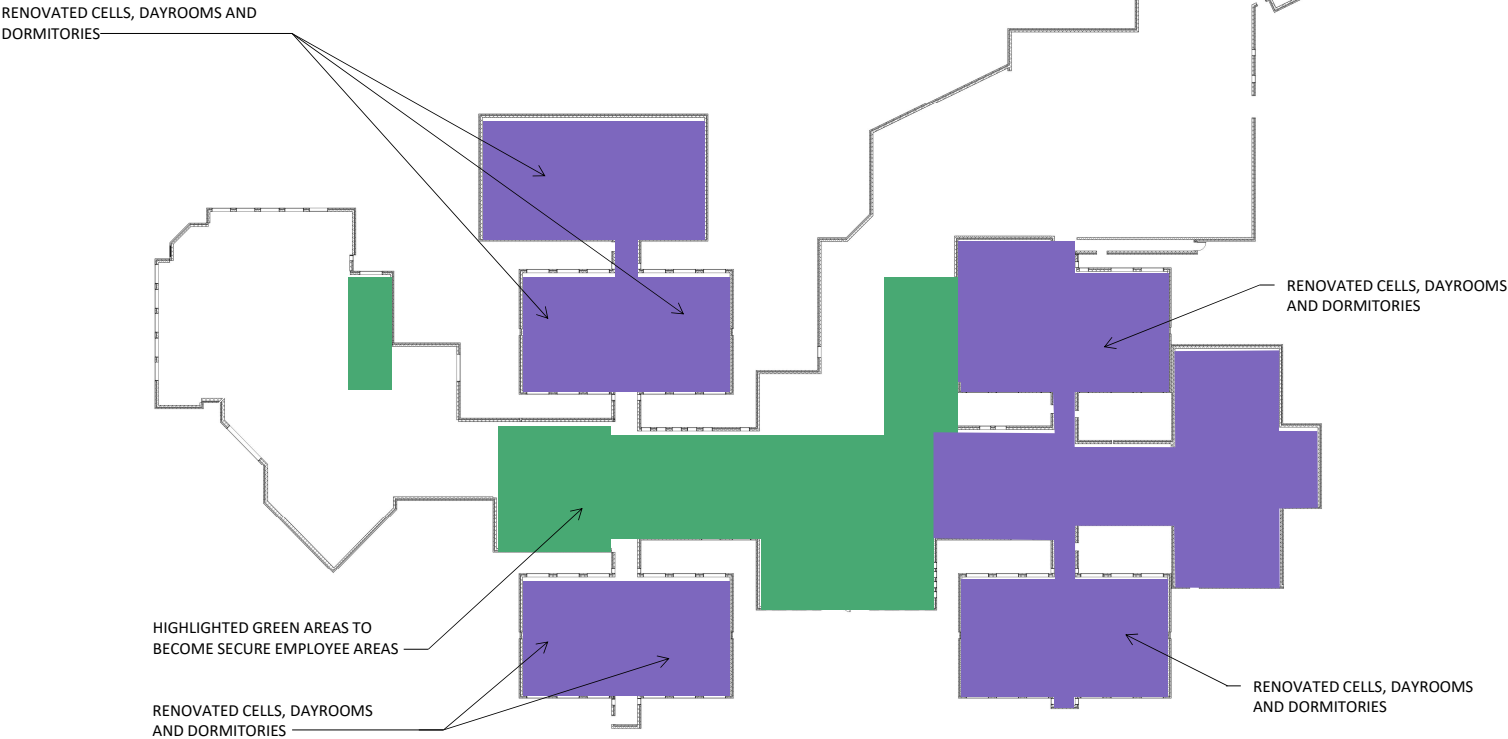 RENOVATED CELLS, DAYROOMS AND
DORMITORIES
RENOVATED CELLS, DAYROOMS
AND DORMITORIES
HIGHLIGHTED GREEN AREAS TO
BECOME SECURE EMPLOYEE AREAS
RENOVATED CELLS, DAYROOMS
AND DORMITORIES
RENOVATED CELLS, DAYROOMS
AND DORMITORIES